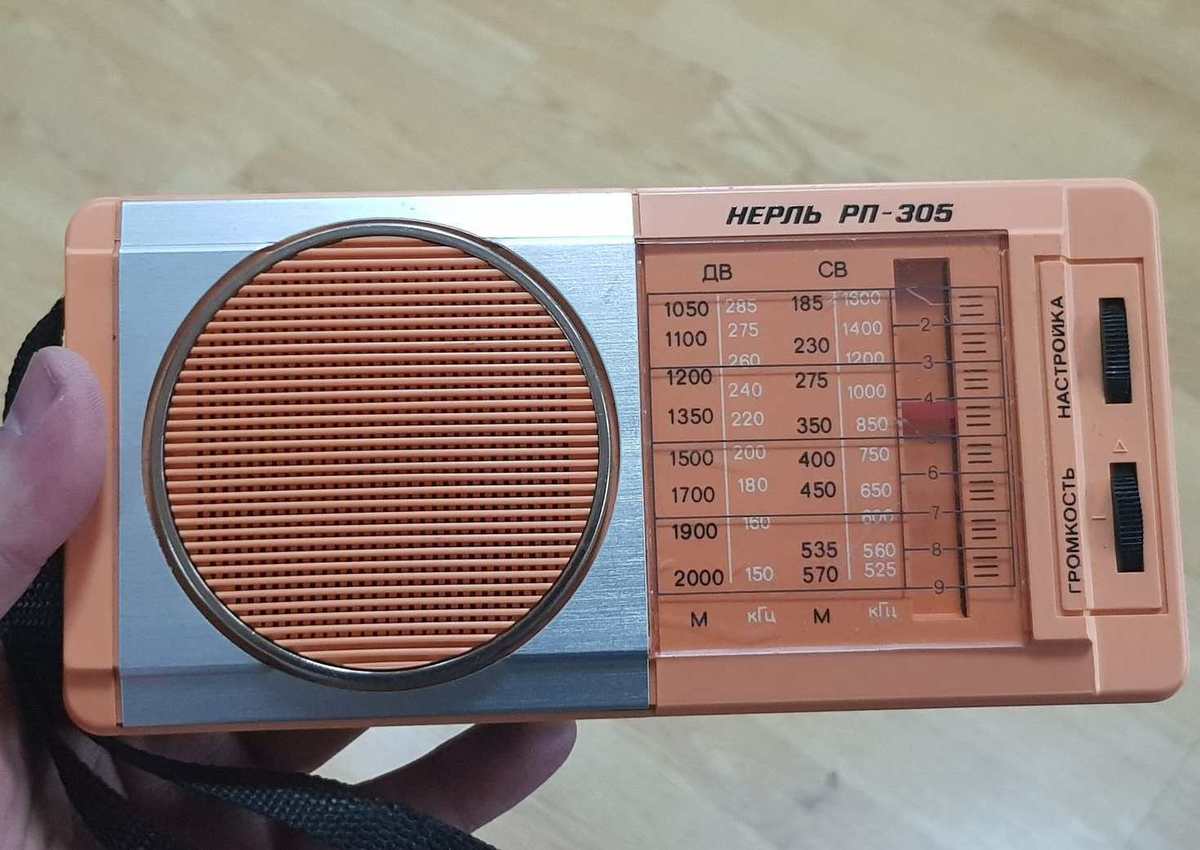 НЕРЛЬ РП-305
ДВ СВ
1050 285 185 1600
1100 275 1400 2
260 230 1200 3
1200 240 275 1000 4
1350 220 350 850
1500 200 400 750 6
1700 180 450 650
1900 160 600 7
535 560 8
2000 150 570 525 9
М кГц М кГц
НАСТРОЙКА
ГРОМКОСТЬ